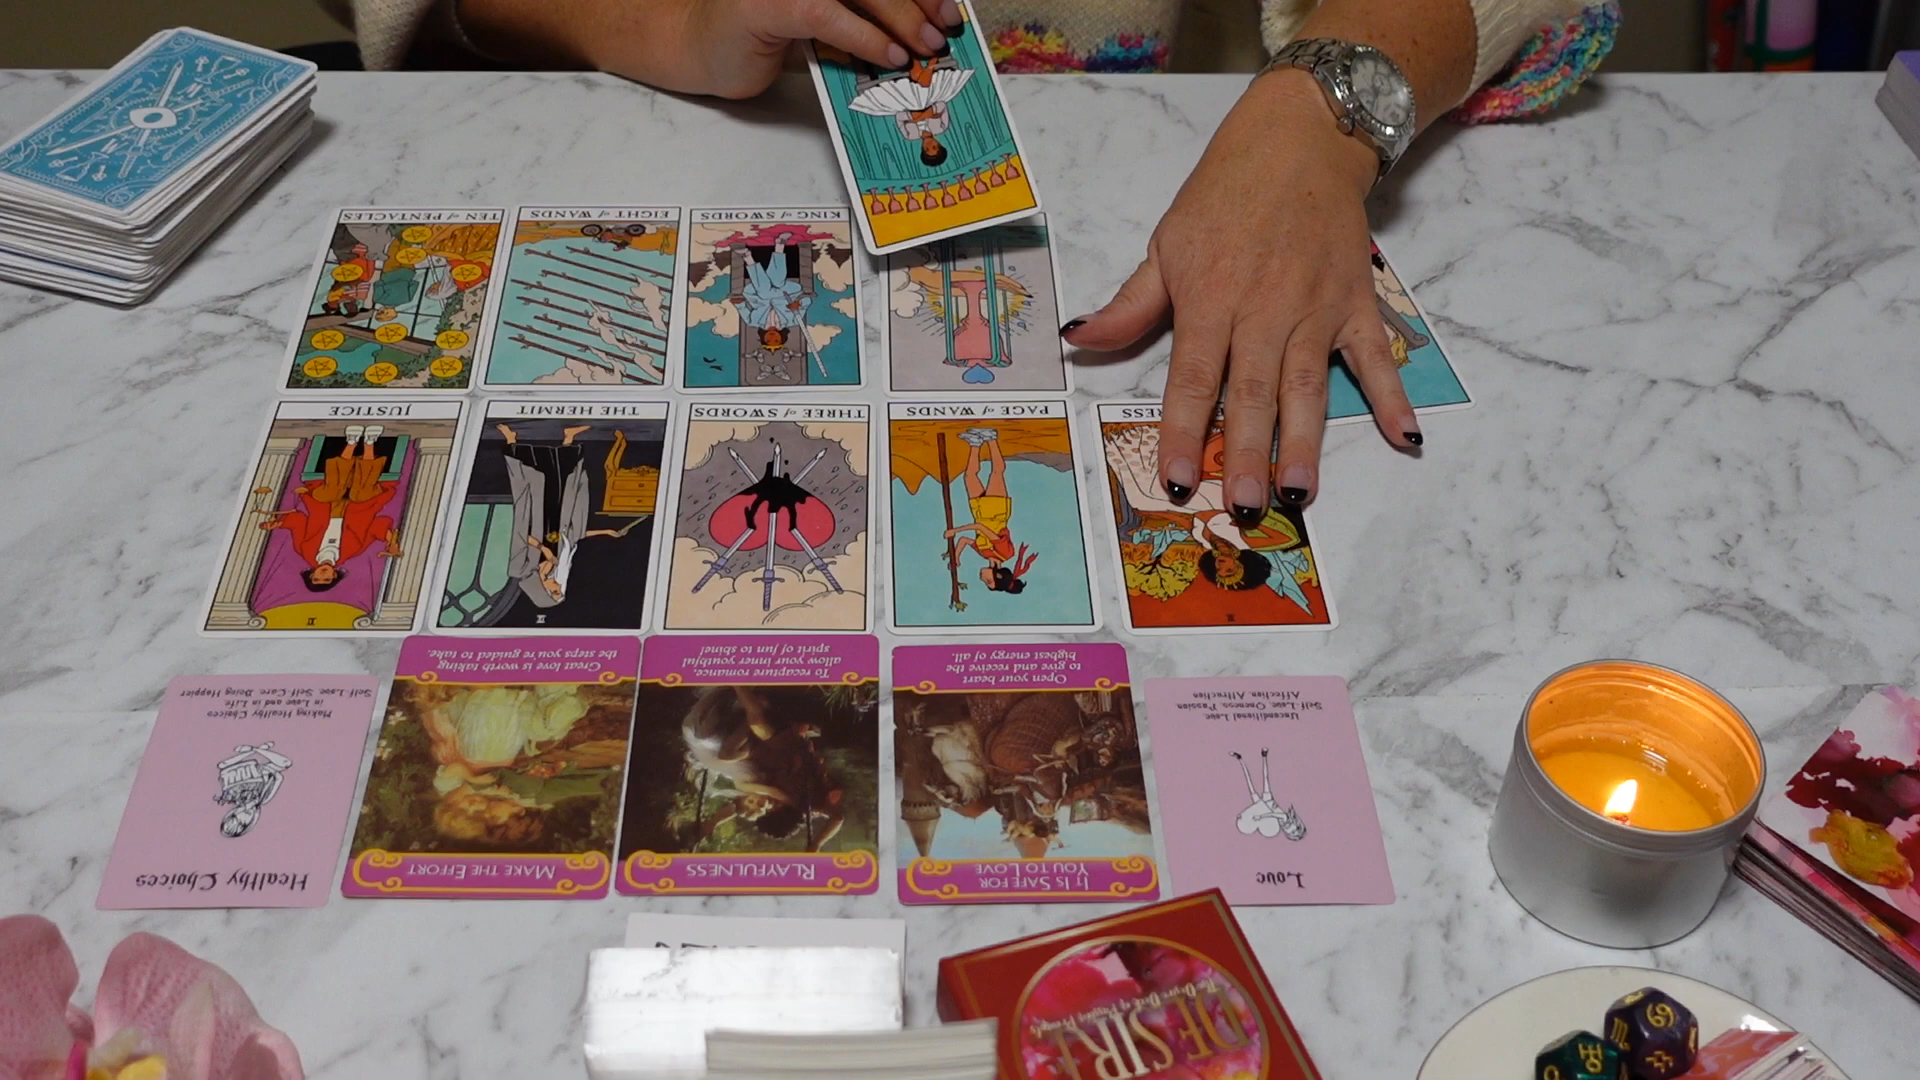 TEN of PENTACLES
EIGHT of WANDS
KING of SWORDS
JUSTICE
THE HERMIT
THREE of SWORDS
PAGE of WANDS
RESS
XI
IX
III
Self-Love. Self-Care. Being Happier
in Love and in Life.
Making Healthy Choices
Healthy Choices
Great love is worth taking
the steps you're guided to take.
MAKE THE EFFORT
To recapture romance,
allow your inner youthful
spirit of fun to shine!
PLAYFULNESS
Open your heart
to give and receive the
highest energy of all.
IT IS SAFE FOR
YOU TO LOVE
Unconditional Love.
Self-Love. Oneness. Passion.
Affection. Attraction
Love
DESIRE